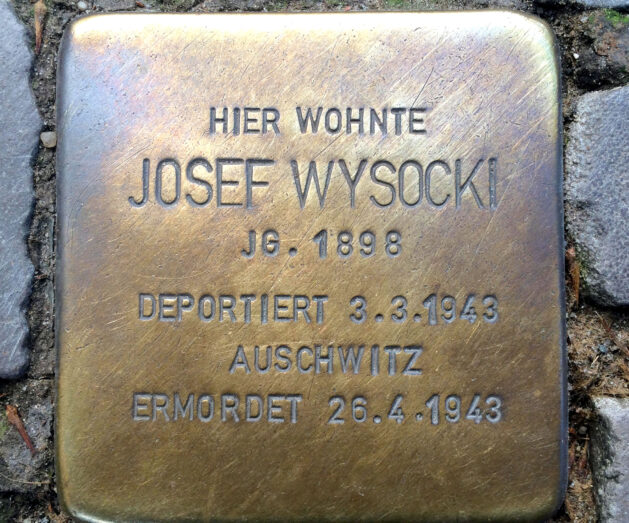 HIER WOHNTE
JOSEF WYSOCKI
JG. 1898
DEPORTIERT 3.3.1943
AUSCHWITZ
ERMORDET 26.4.1943